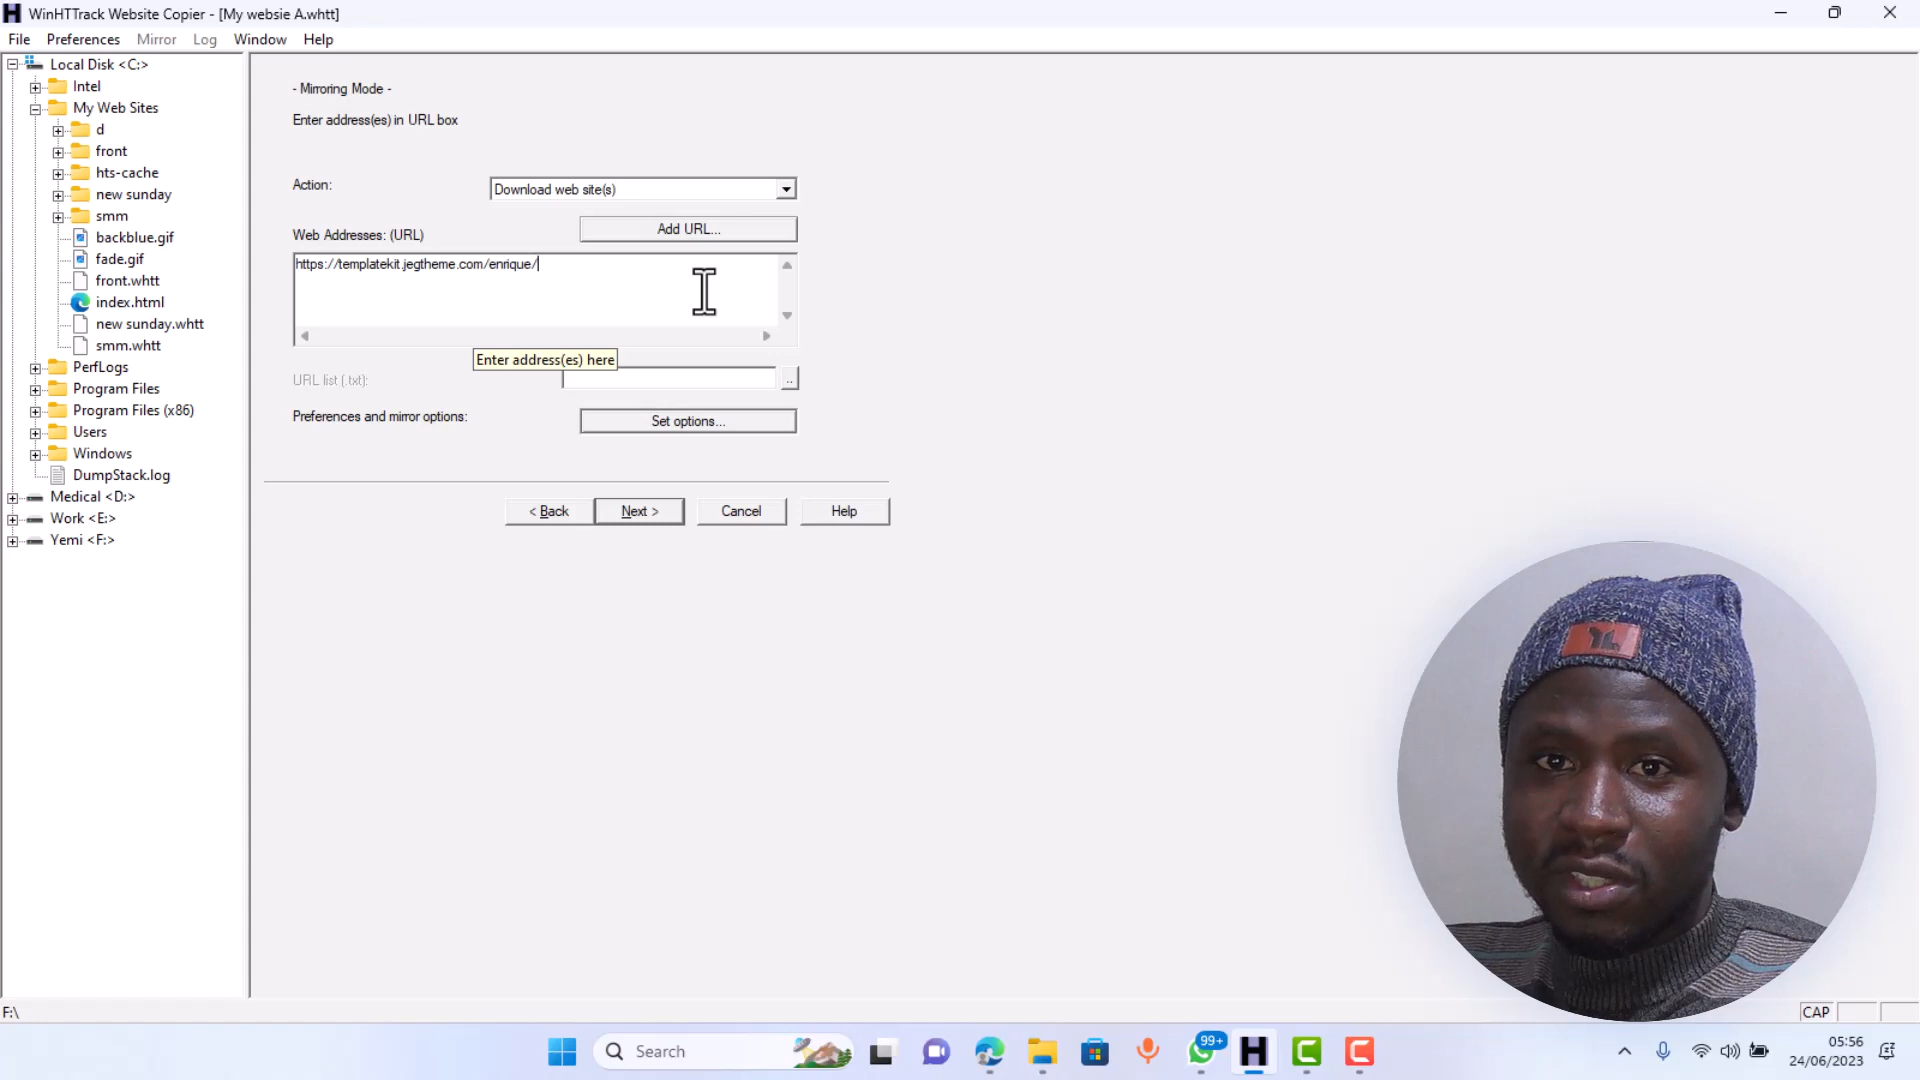 WinHTTrack Website Copier - [My websie A.whtt]
File Preferences Mirror Log Window Help
Local Disk <C:>
Intel
My Web Sites
d
front
hts-cache
new sunday
smm
backblue.gif
fade.gif
front.whtt
index.html
new sunday.whtt
smm.whtt
PerfLogs
Program Files
Program Files (x86)
Users
Windows
DumpStack.log
Medical <D:>
Work <E:>
Yemi <F:>
- Mirroring Mode -
Enter address(es) in URL box
Action:
Download web site(s)
Add URL...
Web Addresses: (URL)
https://templatekit.jegtheme.com/enrique/
Enter address(es) here
URL list (.txt):
..
Preferences and mirror options:
Set options...
< Back
Next >
Cancel
Help
F:\
CAP
Search
99+
05:56
24/06/2023